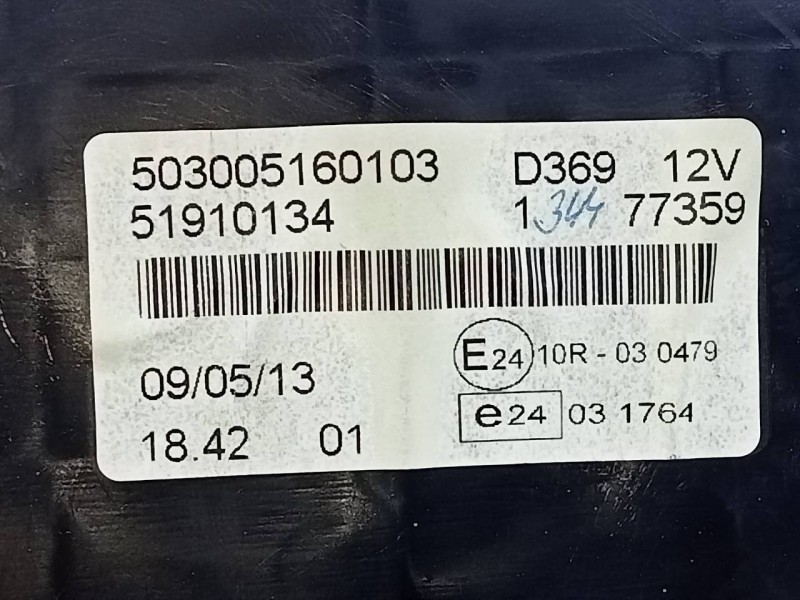 503005160103 D369 12V
51910134 1 344 77359
09/05/13 E24 10R - 03 0479
18.42 01 e24 03 1764